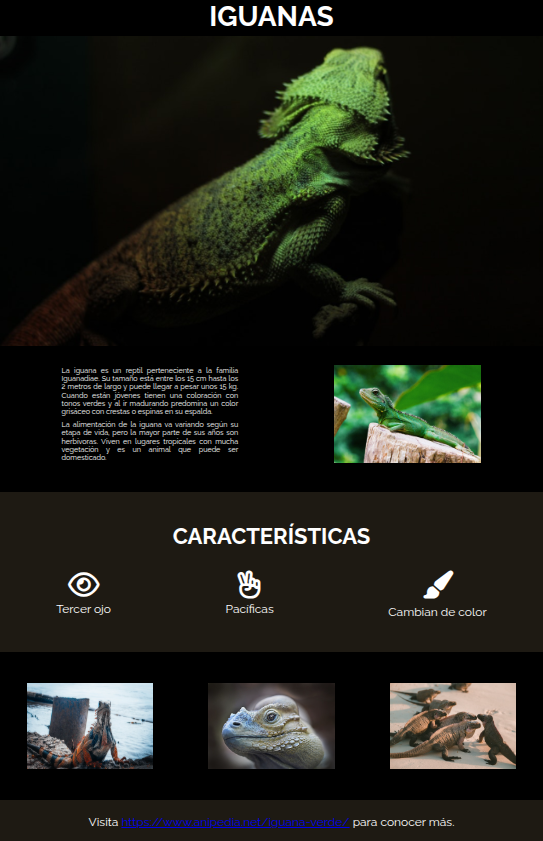 IGUANAS
La iguana es un reptil perteneciente a la familia
Iguanadiae. Su tamaño está entre los 15 cm hasta los
2 metros de largo y puede llegar a pesar unos 15 kg.
Cuando están jóvenes tienen una coloración con
tonos verdes y al ir madurando predomina un color
grisáceo con crestas o espinas en su espalda.
La alimentación de la iguana va variando según su
etapa de vida, pero la mayor parte de sus años son
herbívoras. Viven en lugares tropicales con mucha
vegetación y es un animal que puede ser
domesticado.
CARACTERÍSTICAS
Tercer ojo
Pacíficas
Cambian de color
Visita https://www.anipedia.net/iguana-verde/ para conocer más.